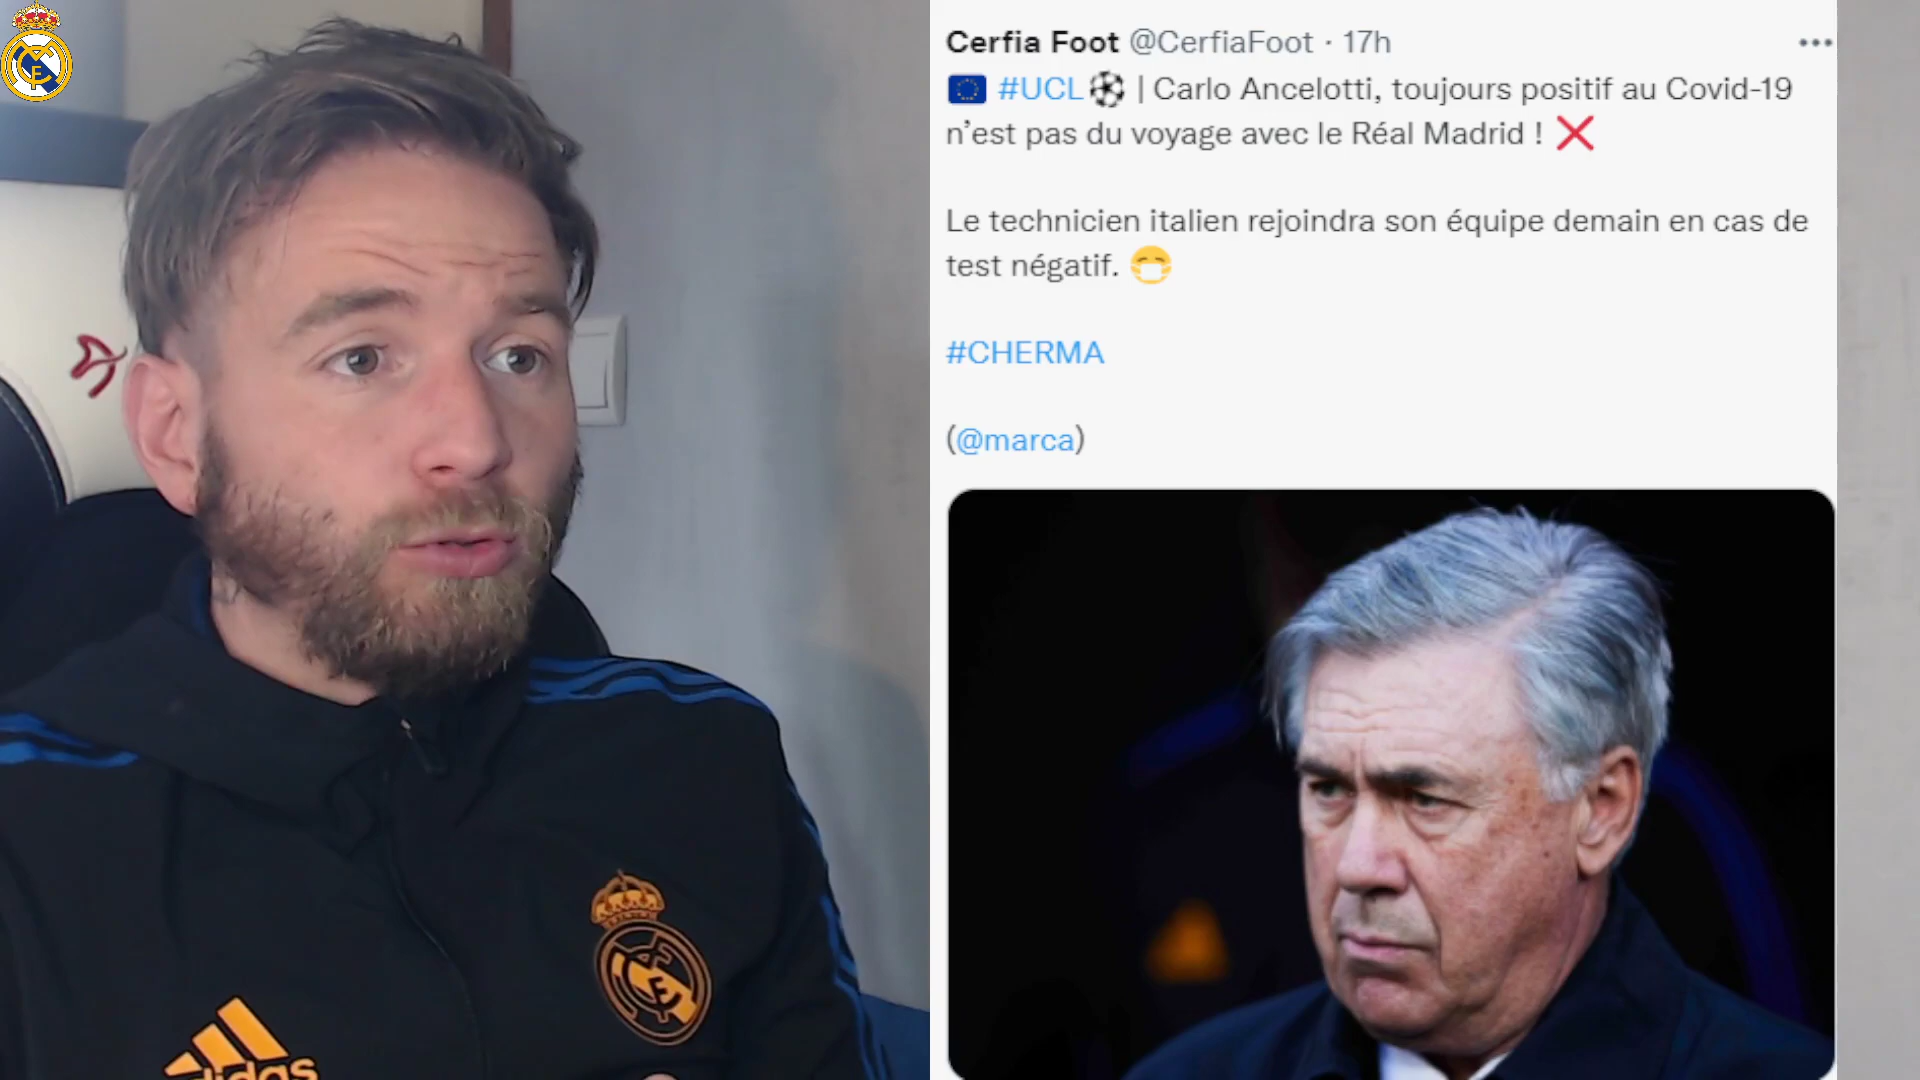 Cerfia Foot @CerfiaFoot · 17h
#UCL | Carlo Ancelotti, toujours positif au Covid-19
n'est pas du voyage avec le Réal Madrid !
Le technicien italien rejoindra son équipe demain en cas de
test négatif.
#CHERMA
(@marca)
adidas